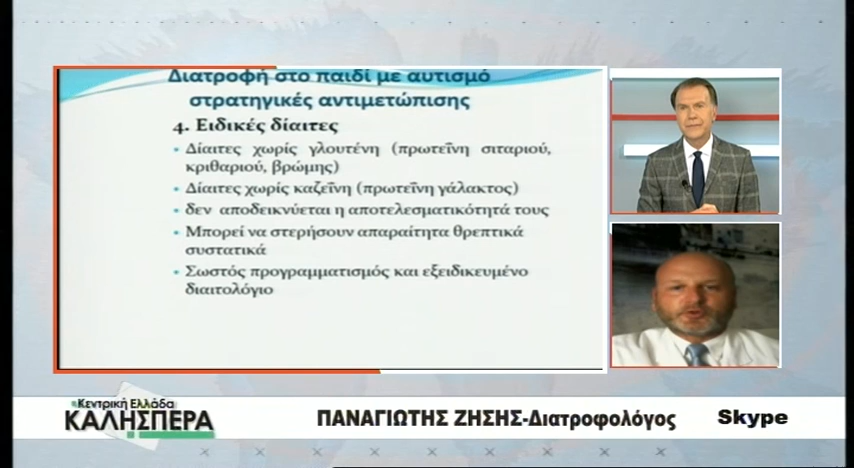 Διατροφή στο παιδί με αυτισμό
στρατηγικές αντιμετώπισης
4. Ειδικές δίαιτες
• Δίαιτες χωρίς γλουτένη (πρωτεΐνη σιταριού,
κριθαριού, βρώμης)
• Δίαιτες χωρίς καζεΐνη (πρωτεΐνη γάλακτος)
• δεν αποδεικνύεται η αποτελεσματικότητά τους
• Μπορεί να στερήσουν απαραίτητα θρεπτικά
συστατικά
• Σωστός προγραμματισμός και εξειδικευμένο
διαιτολόγιο
Κεντρική Ελλάδα
ΚΑΛΗΣΠΕΡΑ
ΠΑΝΑΓΙΩΤΗΣ ΖΗΣΗΣ-Διατροφολόγος Skype